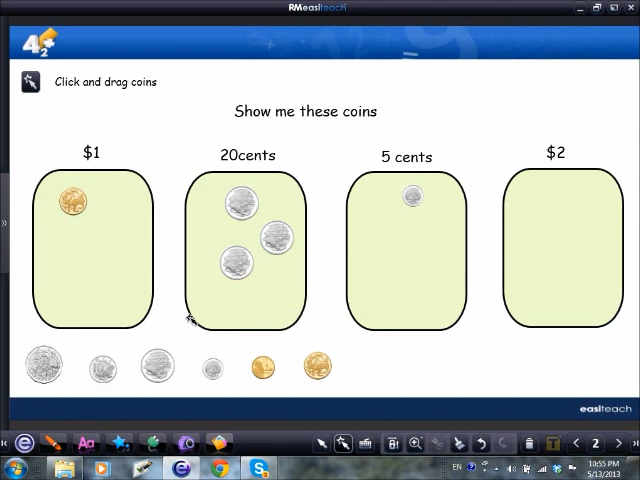 RMeasiteach
Click and drag coins
Show me these coins
$1
20cents
5 cents
$2
easiteach
Aa
T
2
EN
10:55 PM
5/13/2013